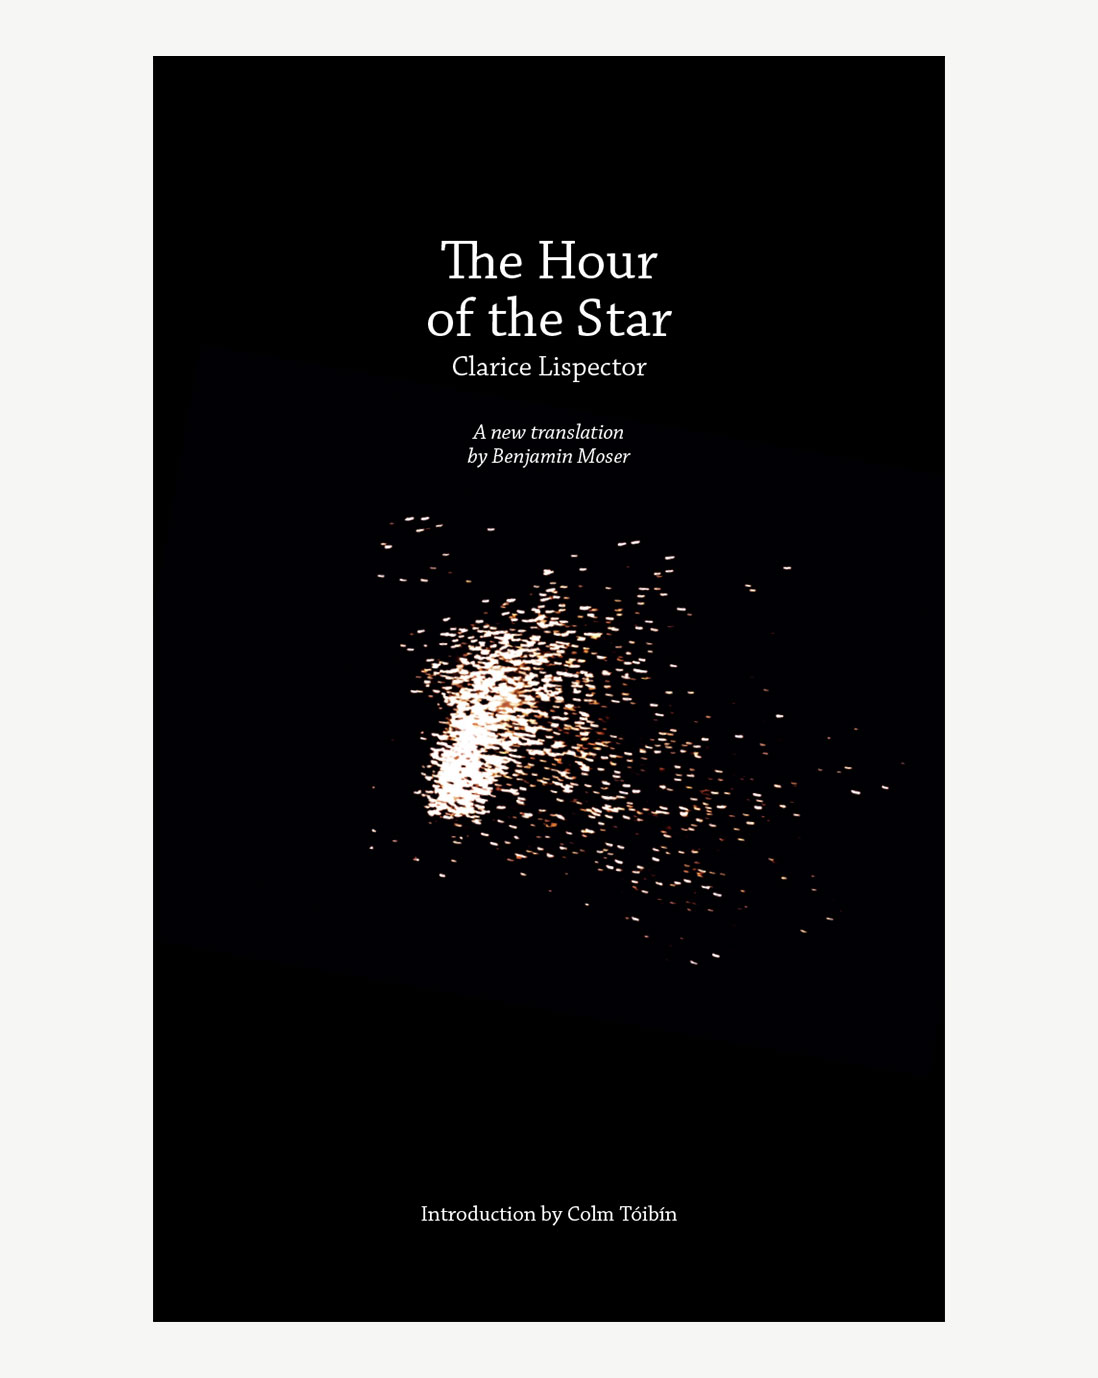 The Hour
of the Star
Clarice Lispector
A new translation
by Benjamin Moser
Introduction by Colm Tóibín